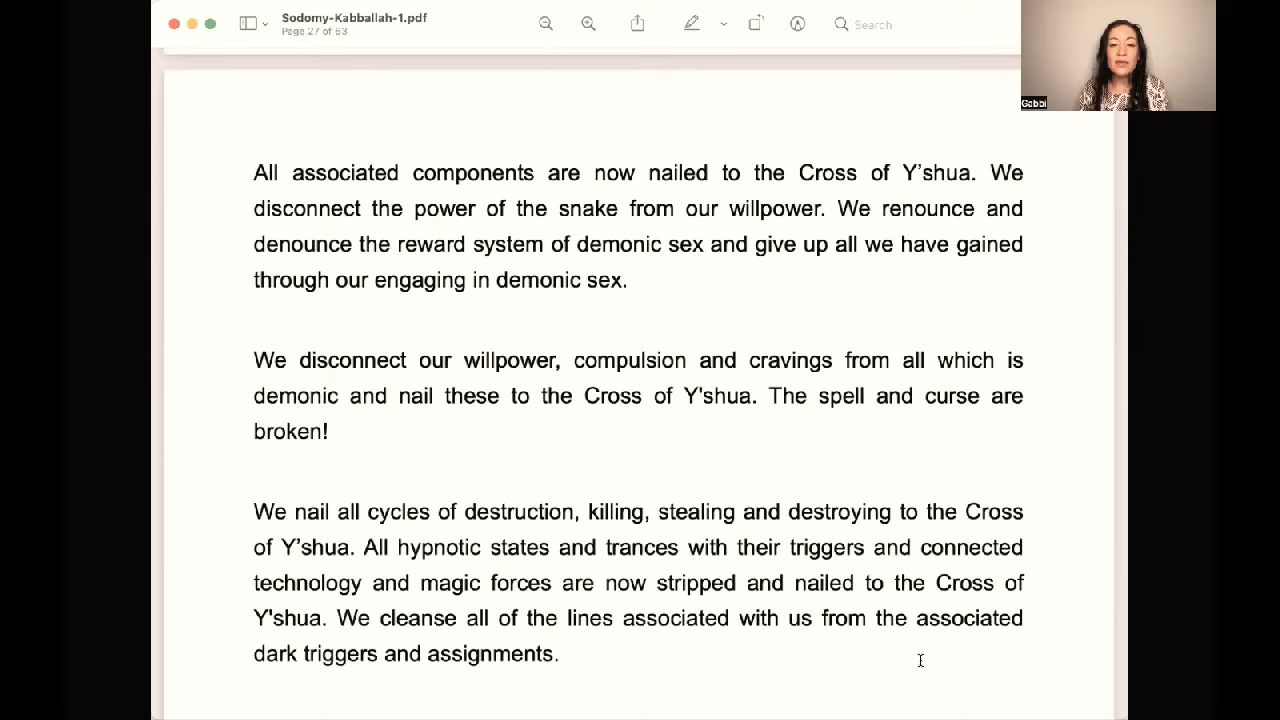 Sodomy-Kabballah-1.pdf
Page 27 of 63
Search
Gabbi
All associated components are now nailed to the Cross of Y’shua. We
disconnect the power of the snake from our willpower. We renounce and
denounce the reward system of demonic sex and give up all we have gained
through our engaging in demonic sex.
We disconnect our willpower, compulsion and cravings from all which is
demonic and nail these to the Cross of Y'shua. The spell and curse are
broken!
We nail all cycles of destruction, killing, stealing and destroying to the Cross
of Y’shua. All hypnotic states and trances with their triggers and connected
technology and magic forces are now stripped and nailed to the Cross of
Y'shua. We cleanse all of the lines associated with us from the associated
dark triggers and assignments.